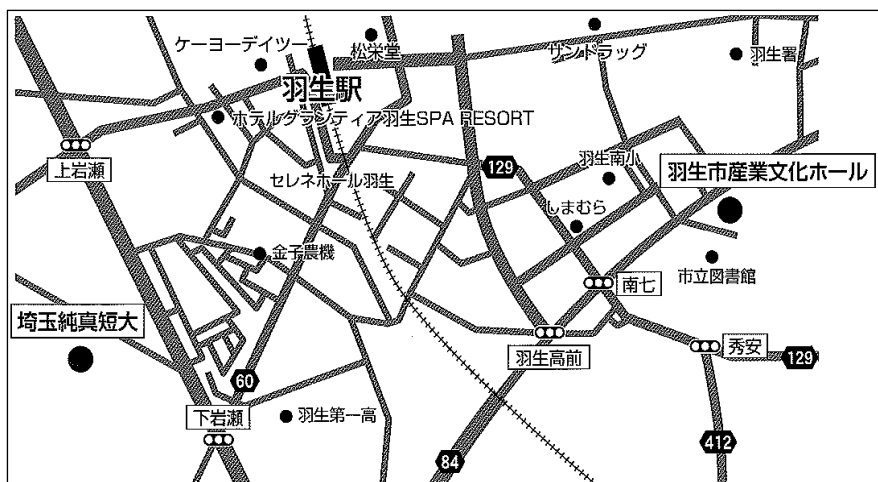 ケーヨーデイツー
松栄堂
サンドラッグ
羽生署
羽生駅
ホテルグランティア羽生SPA RESORT
上岩瀬
セレネホール羽生
129
羽生南小
羽生市産業文化ホール
しまむら
金子農機
市立図書館
南七
埼玉純真短大
羽生高前
秀安
129
60
下岩瀬
羽生第一高
84
412